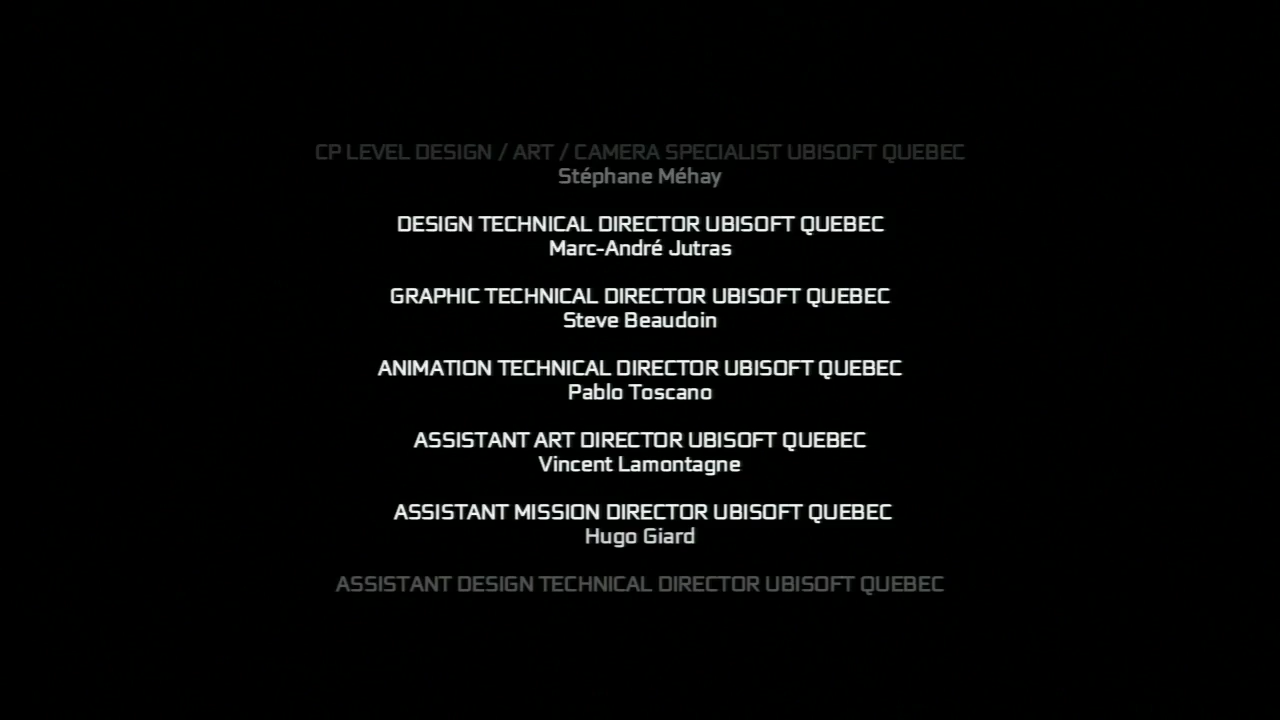 CP LEVEL DESIGN / ART / CAMERA SPECIALIST UBISOFT QUEBEC
Stéphane Méhay
DESIGN TECHNICAL DIRECTOR UBISOFT QUEBEC
Marc-André Jutras
GRAPHIC TECHNICAL DIRECTOR UBISOFT QUEBEC
Steve Beaudoin
ANIMATION TECHNICAL DIRECTOR UBISOFT QUEBEC
Pablo Toscano
ASSISTANT ART DIRECTOR UBISOFT QUEBEC
Vincent Lamontagne
ASSISTANT MISSION DIRECTOR UBISOFT QUEBEC
Hugo Giard
ASSISTANT DESIGN TECHNICAL DIRECTOR UBISOFT QUEBEC